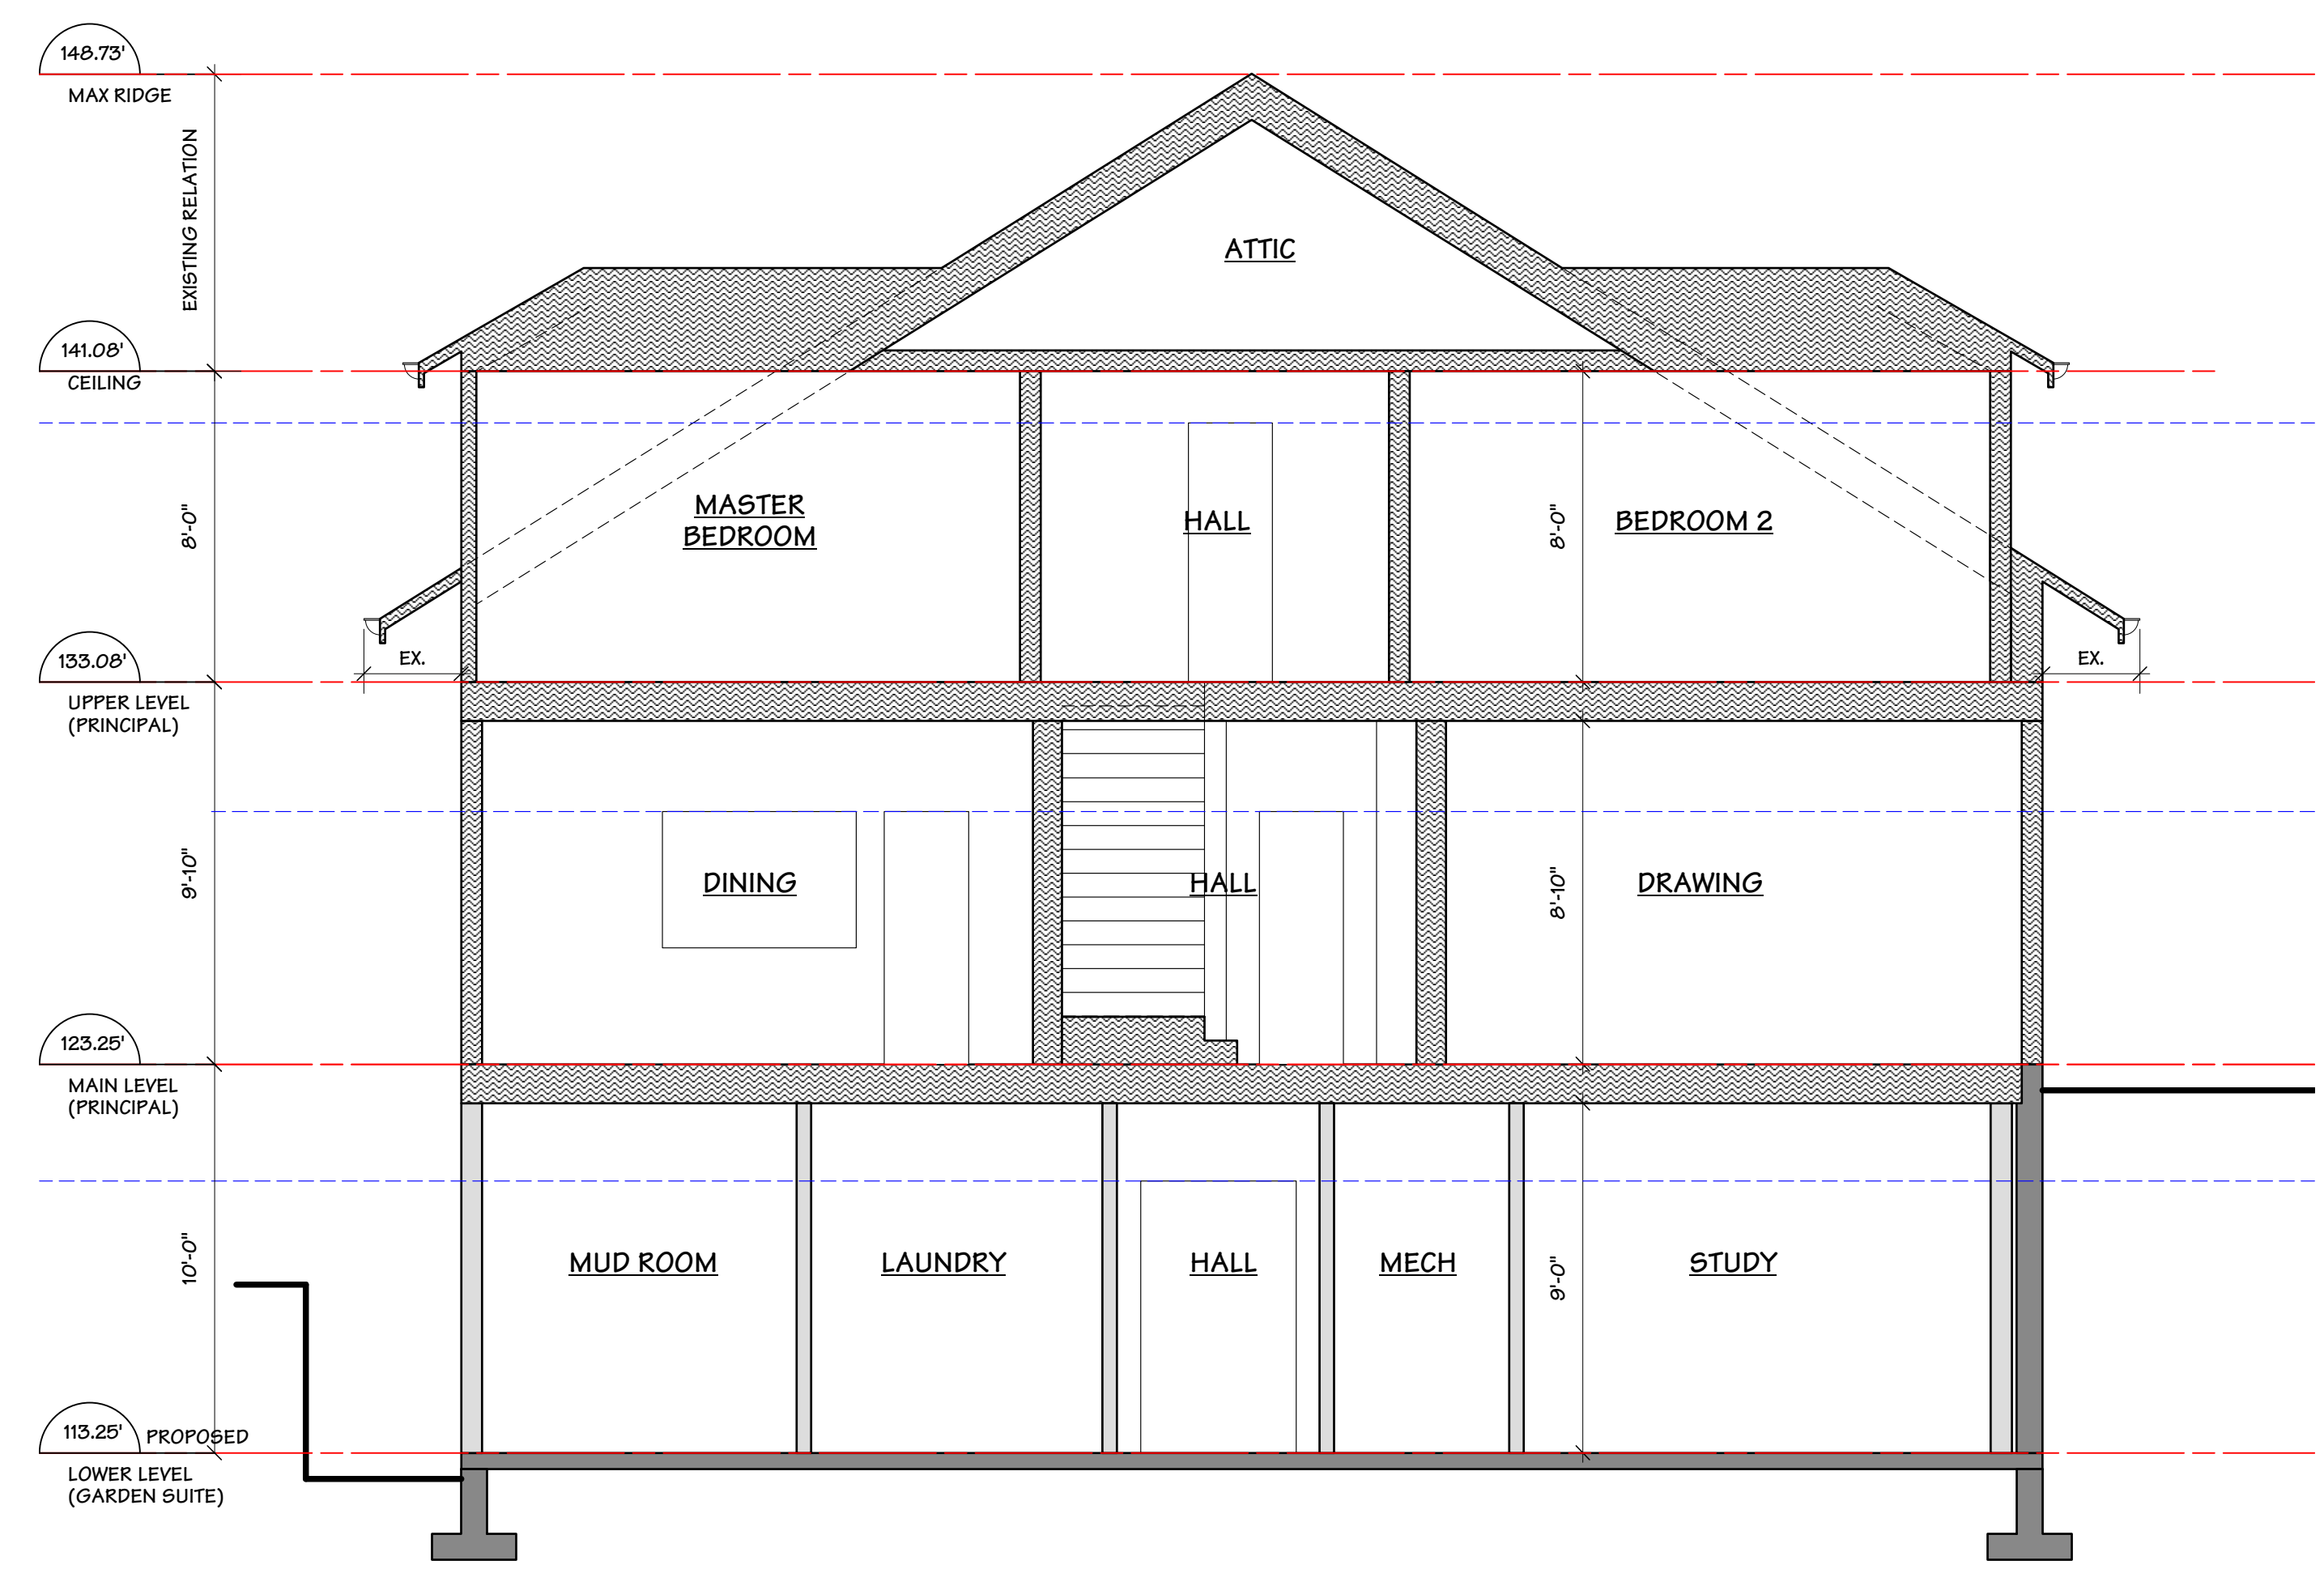 148.73'
MAX RIDGE
EXISTING RELATION
ATTIC
141.08'
CEILING
8'-0"
MASTER
BEDROOM
HALL
8'-0"
BEDROOM 2
133.08'
EX.
EX.
UPPER LEVEL
(PRINCIPAL)
9'-10"
DINING
HALL
8'-10"
DRAWING
123.25'
MAIN LEVEL
(PRINCIPAL)
10'-0"
MUD ROOM
LAUNDRY
HALL
MECH
9'-0"
STUDY
113.25'
PROPOSED
LOWER LEVEL
(GARDEN SUITE)